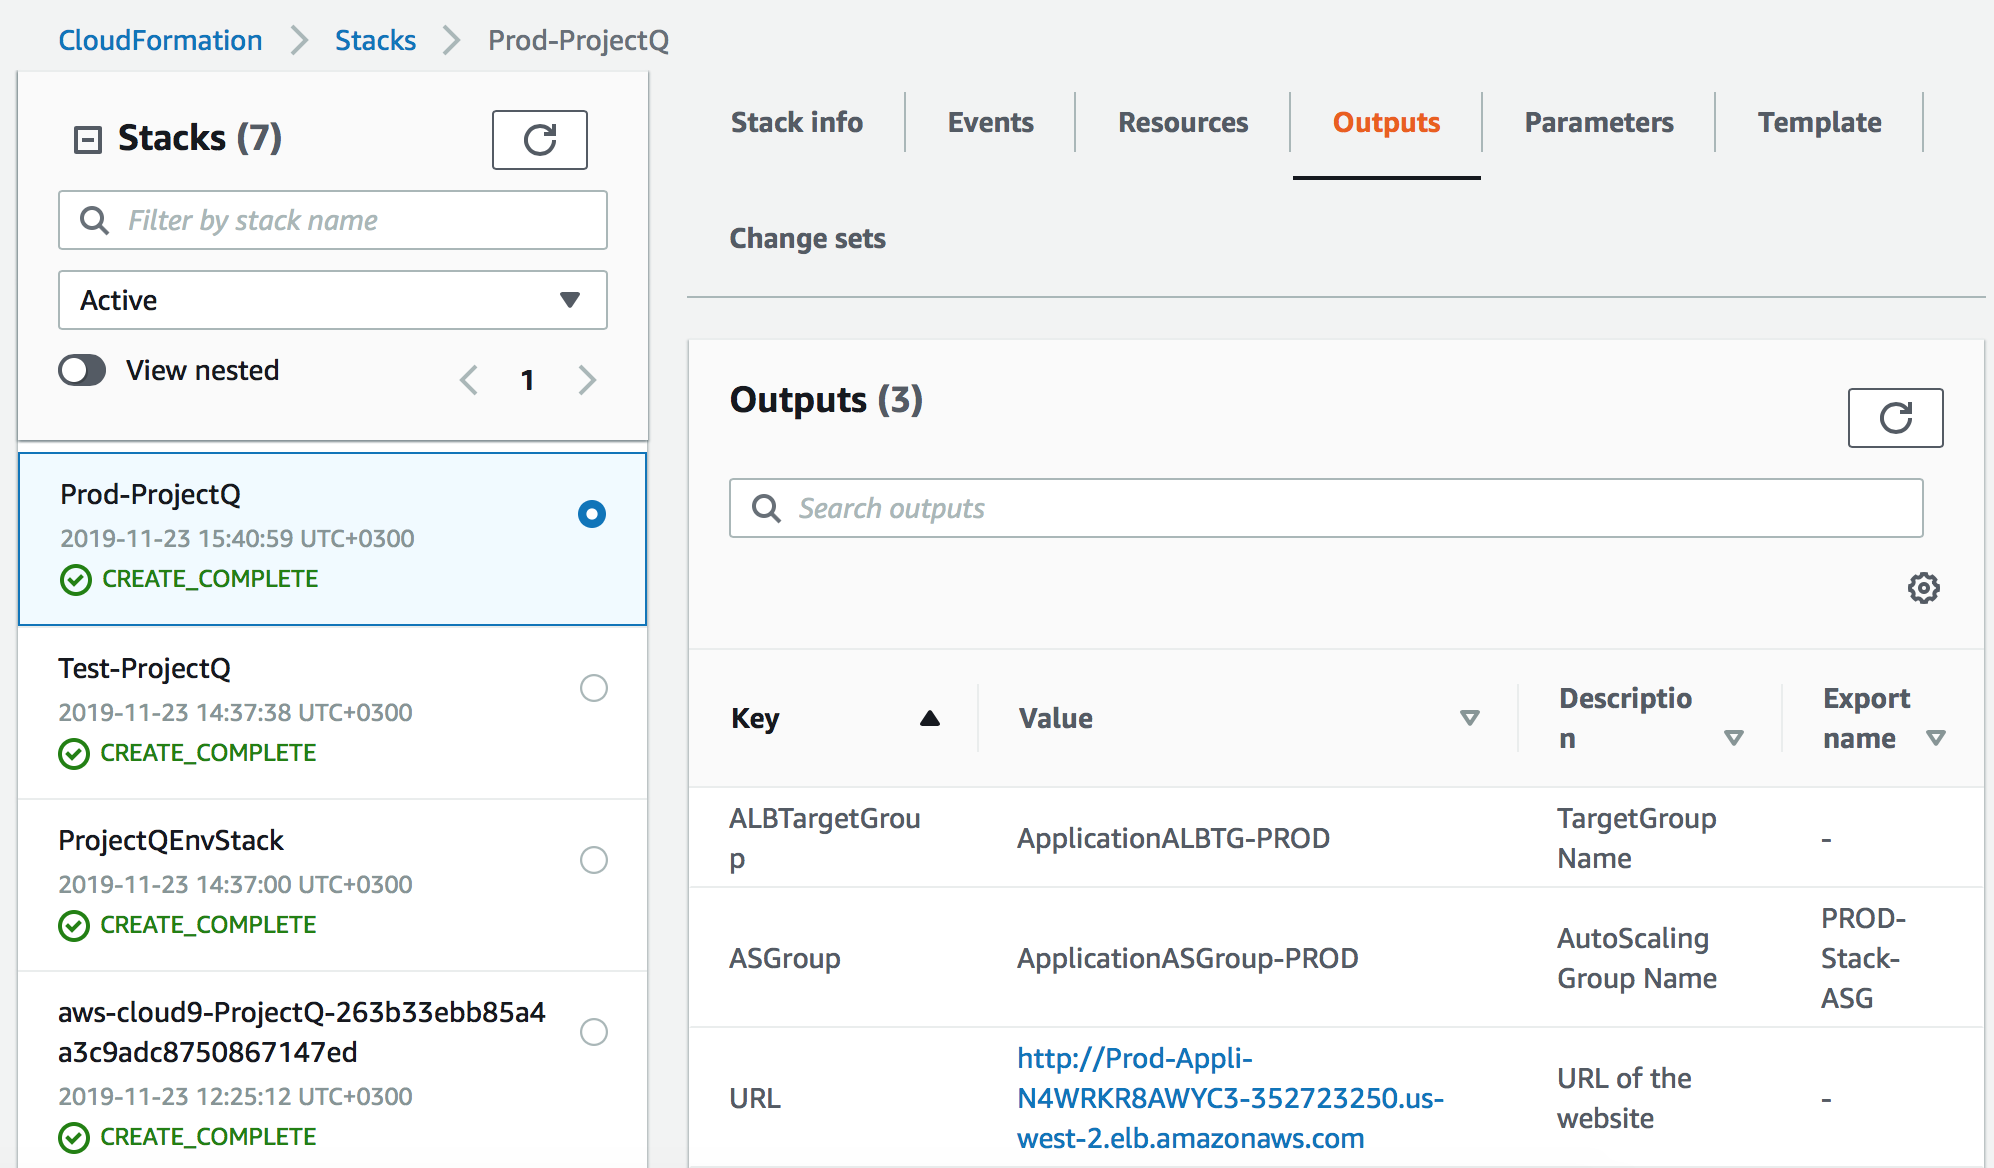 CloudFormation > Stacks > Prod-ProjectQ
Stacks (7)
Filter by stack name
Active
View nested
1
Prod-ProjectQ
2019-11-23 15:40:59 UTC+0300
CREATE_COMPLETE
Test-ProjectQ
2019-11-23 14:37:38 UTC+0300
CREATE_COMPLETE
ProjectQEnvStack
2019-11-23 14:37:00 UTC+0300
CREATE_COMPLETE
aws-cloud9-ProjectQ-263b33ebb85a4
a3c9adc8750867147ed
2019-11-23 12:25:12 UTC+0300
CREATE_COMPLETE
Stack info
Events
Resources
Outputs
Parameters
Template
Change sets
Outputs (3)
Search outputs
Key
Value
Descriptio
n
Export
name
ALBTargetGrou
p
ApplicationALBTG-PROD
TargetGroup
Name
-
ASGroup
ApplicationASGroup-PROD
AutoScaling
Group Name
PROD-
Stack-
ASG
URL
http://Prod-Appli-
N4WRKR8AWYC3-352723250.us-
west-2.elb.amazonaws.com
URL of the
website
-